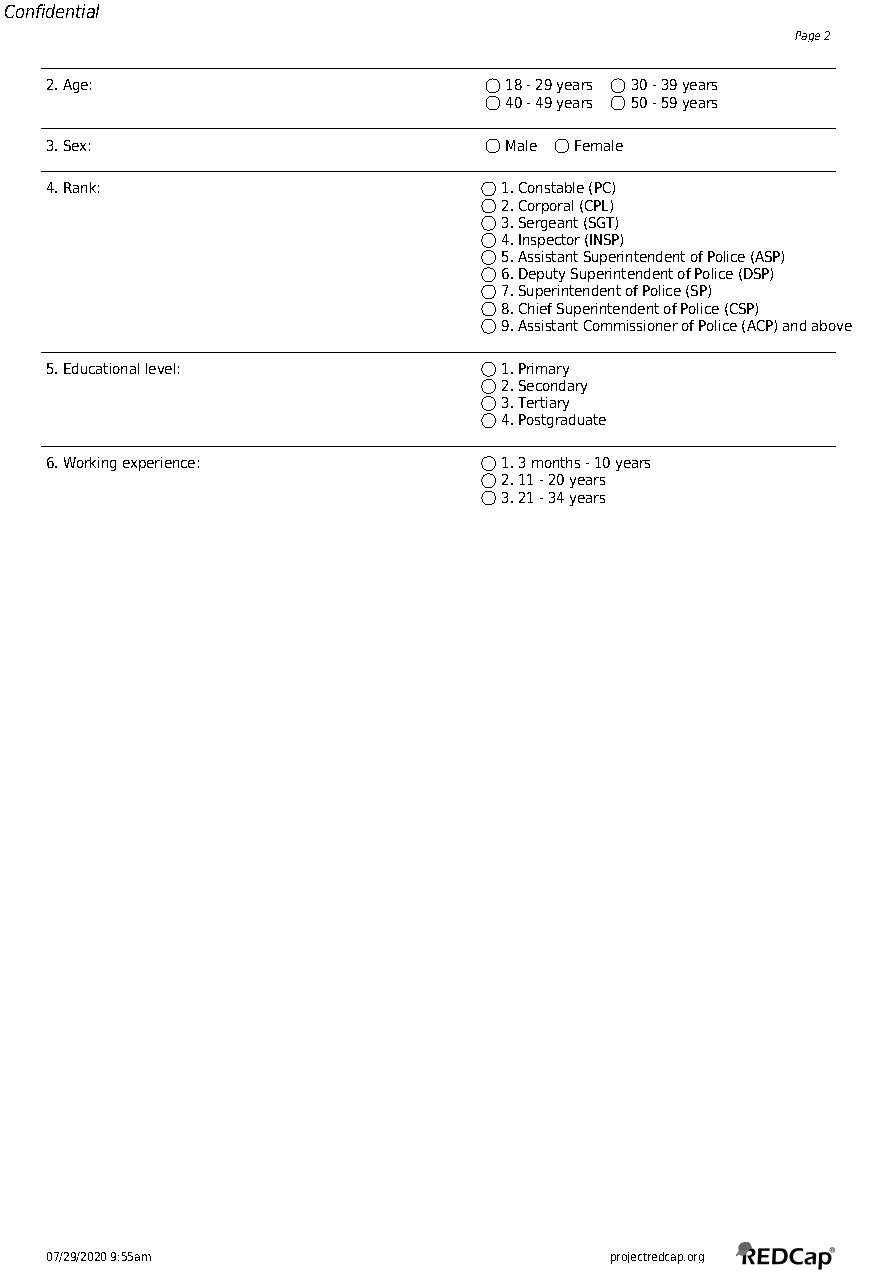 Confidential
Page 2
2. Age:
18 - 29 years 30 - 39 years
40 - 49 years 50 - 59 years
3. Sex:
Male Female
4. Rank:
1. Constable (PC)
2. Corporal (CPL)
3. Sergeant (SGT)
4. Inspector (INSP)
5. Assistant Superintendent of Police (ASP)
6. Deputy Superintendent of Police (DSP)
7. Superintendent of Police (SP)
8. Chief Superintendent of Police (CSP)
9. Assistant Commissioner of Police (ACP) and above
5. Educational level:
1. Primary
2. Secondary
3. Tertiary
4. Postgraduate
6. Working experience:
1. 3 months - 10 years
2. 11 - 20 years
3. 21 - 34 years
07/29/2020 9:55am
projectredcap.org
REDCap®